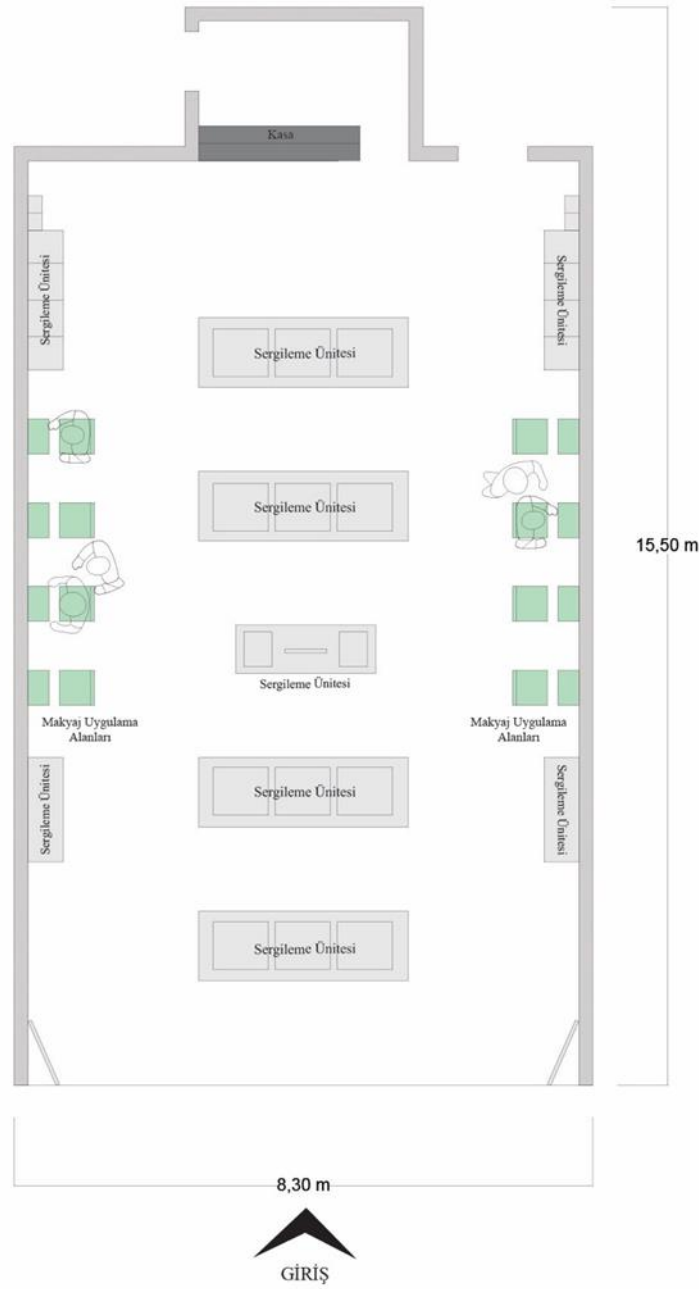 Kasa
Sergileme Ünitesi
Sergileme Ünitesi
Sergileme Ünitesi
Sergileme Ünitesi
15,50 m
Sergileme Ünitesi
Makyaj Uygulama
Alanları
Makyaj Uygulama
Alanları
Sergileme Ünitesi
Sergileme Ünitesi
Sergileme Ünitesi
Sergileme Ünitesi
8,30 m
GİRİŞ